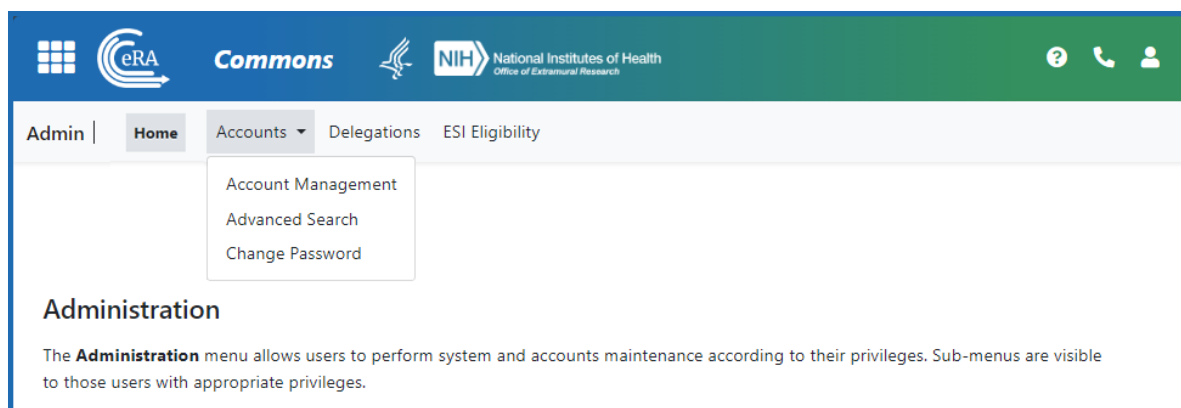 eRA
Commons
NIH National Institutes of Health
Office of Extramural Research
?
Admin | Home Accounts Delegations ESI Eligibility
Account Management
Advanced Search
Change Password
Administration
The Administration menu allows users to perform system and accounts maintenance according to their privileges. Sub-menus are visible
to those users with appropriate privileges.